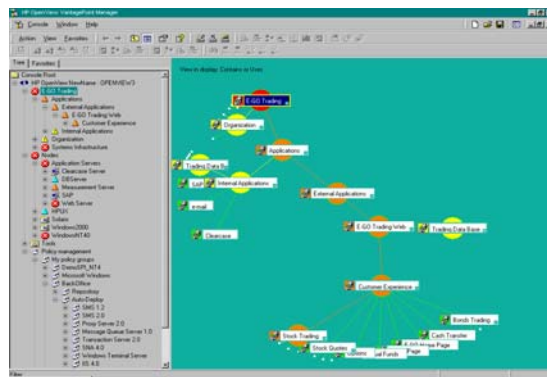 HP OpenView VantagePoint Manager
Console Window Help
Action View Favorites
Tree Favorites
Console Root
HP OpenView NewName : OPENVIEW3
E-GO Trading
Applications
External Applications
E-GO Trading Web
Customer Experience
Internal Applications
Organization
Systems Infrastructure
Nodes
Application Servers
Clearcase Server
DBServer
Measurement Server
SAP
Web Server
HPUX
Solaris
Windows2000
WindowsNT40
Tools
Policy management
My policy groups
DemoSPI_NT4
Microsoft Windows
BackOffice
Repository
AutoDeploy
SMS 1.2
SMS 2.0
Proxy Server 2.0
Message Queue Server 1.0
Transaction Server 2.0
SNA 4.0
Windows Terminal Server
IIS 4.0
View in display: Contains or Uses
E-GO Trading
Organization
Applications
Trading Data B
SAP
Internal Applications
External Applications
e-mail
Clearcase
E-GO Trading Web
Trading Data Base
Customer Experience
Bonds Trading
Stock Trading
Cash Transfer
Home Page
Stock Quotes
Funds
Page